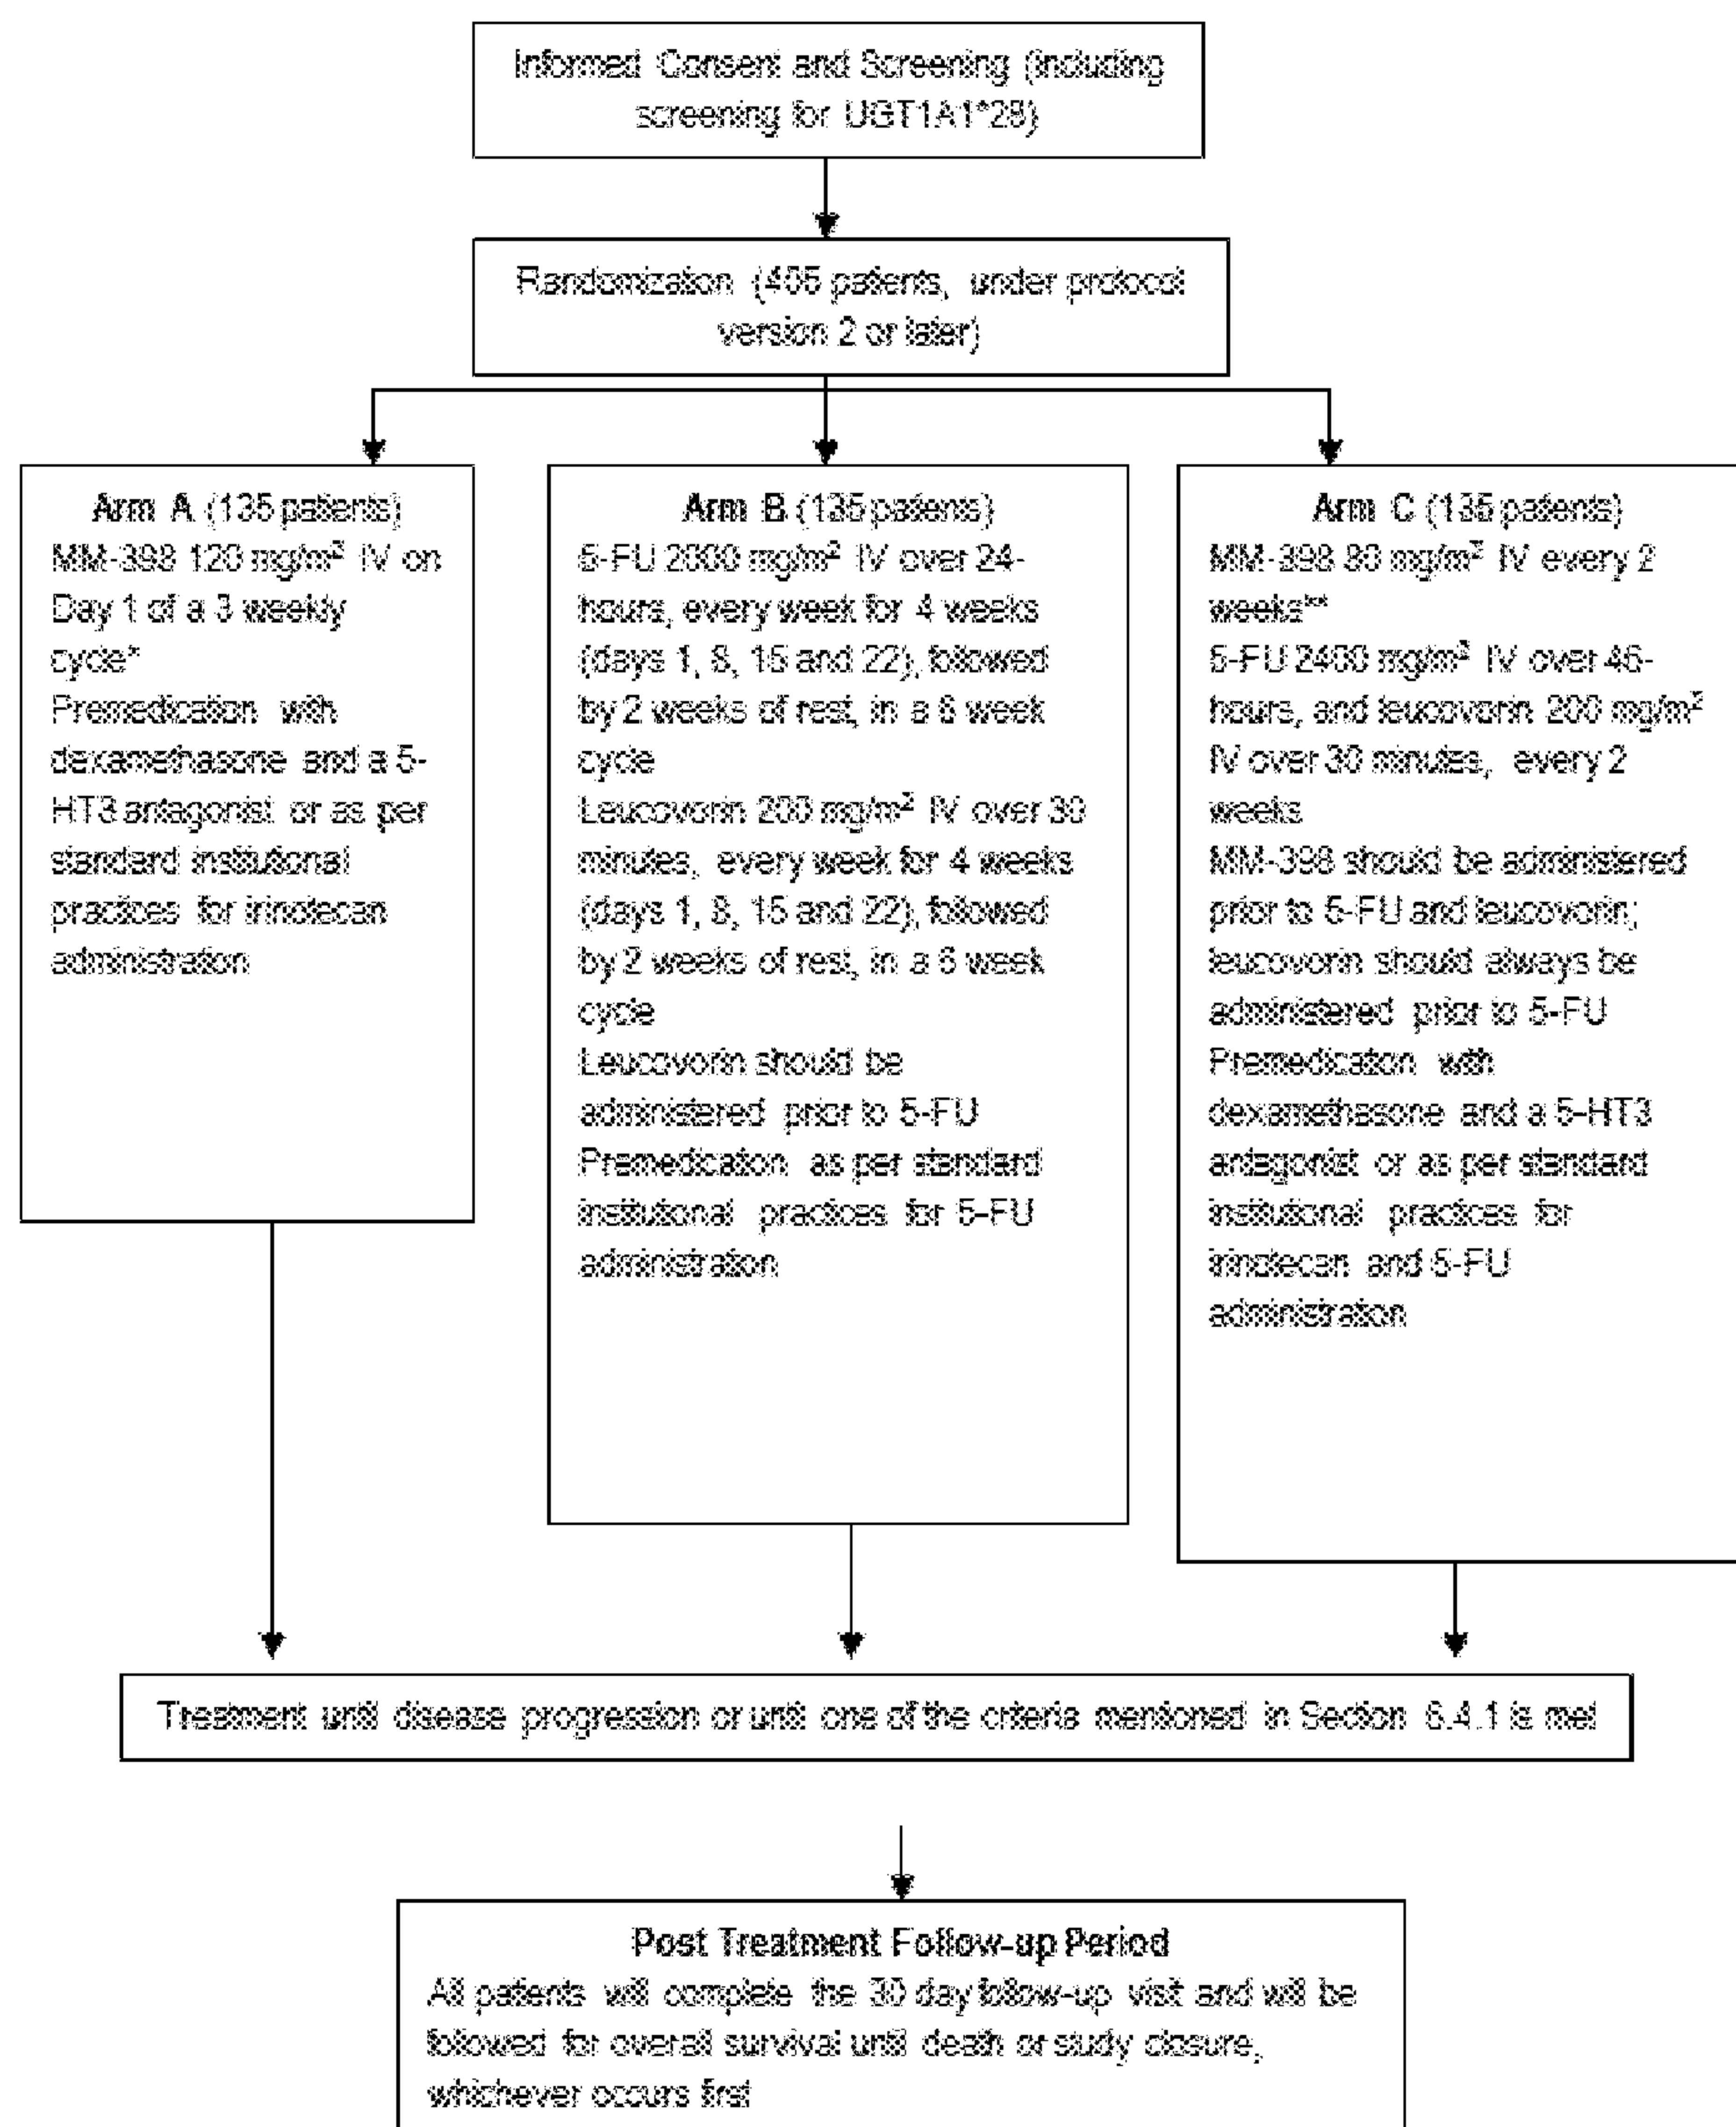 Informed Consent and Screening (including
screening for UGT1A1*28)
Randomization (405 patients, under protocol
version 2 or later)
Arm A (135 patients)
MM-398 120 mg/m² IV on
Day 1 of a 3 weekly
cycle*
Premedication with
dexamethasone and a 5-
HT3 antagonist or as per
standard institutional
practices for irinotecan
administration
Arm B (135 patients)
5-FU 2000 mg/m² IV over 24-
hours, every week for 4 weeks
(days 1, 8, 15 and 22), followed
by 2 weeks of rest, in a 6 week
cycle
Leucovorin 200 mg/m² IV over 30
minutes, every week for 4 weeks
(days 1, 8, 15 and 22), followed
by 2 weeks of rest, in a 6 week
cycle
Leucovorin should be
administered prior to 5-FU
Premedication as per standard
institutional practices for 5-FU
administration
Arm C (135 patients)
MM-398 80 mg/m² IV every 2
weeks**
5-FU 2400 mg/m² IV over 46-
hours, and leucovorin 200 mg/m²
IV over 30 minutes, every 2
weeks
MM-398 should be administered
prior to 5-FU and leucovorin;
leucovorin should always be
administered prior to 5-FU
Premedication with
dexamethasone and a 5-HT3
antagonist or as per standard
institutional practices for
irinotecan and 5-FU
administration
Treatment until disease progression or until one of the criteria mentioned in Section 6.4.1 is met
Post Treatment Follow-up Period
All patients will complete the 30 day follow-up visit and will be
followed for overall survival until death or study closure,
whichever occurs first